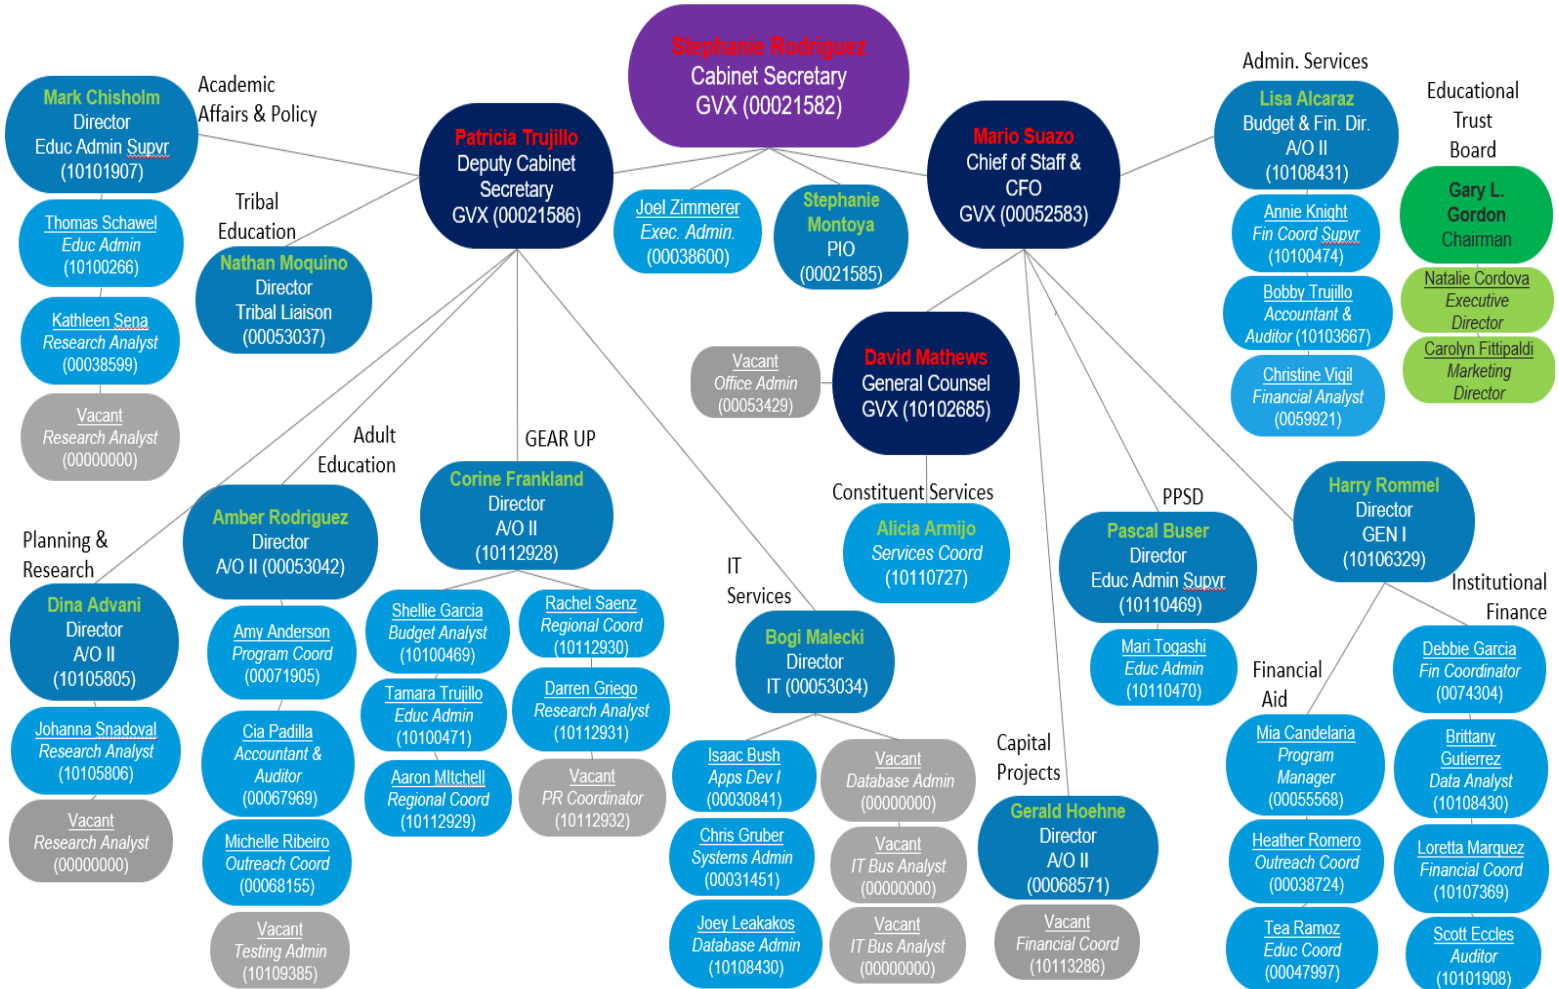 Stephanie Rodriguez
Cabinet Secretary
GVX (00021582)
Academic
Affairs & Policy
Mark Chisholm
Director
Educ Admin Supvr
(10101907)
Thomas Schawel
Educ Admin
(10100266)
Kathleen Sena
Research Analyst
(00038599)
Vacant
Research Analyst
(00000000)
Patricia Trujillo
Deputy Cabinet
Secretary
GVX (00021586)
Tribal
Education
Nathan Moquino
Director
Tribal Liaison
(00053037)
Joel Zimmerer
Exec. Admin.
(00038600)
Stephanie
Montoya
PIO
(00021585)
Mario Suazo
Chief of Staff &
CFO
GVX (00052583)
Admin. Services
Lisa Alcaraz
Budget & Fin. Dir.
A/O II
(10108431)
Annie Knight
Fin Coord Supvr
(10100474)
Bobby Trujillo
Accountant &
Auditor (10103667)
Christine Vigil
Financial Analyst
(0059921)
Educational
Trust
Board
Gary L.
Gordon
Chairman
Natalie Cordova
Executive
Director
Carolyn Fittipaldi
Marketing
Director
Vacant
Office Admin
(00053429)
David Mathews
General Counsel
GVX (10102685)
Constituent Services
Alicia Armijo
Services Coord
(10110727)
Planning &
Research
Dina Advani
Director
A/O II
(10105805)
Johanna Snadoval
Research Analyst
(10105806)
Vacant
Research Analyst
(00000000)
Adult
Education
Amber Rodriguez
Director
A/O II (00053042)
Amy Anderson
Program Coord
(00071905)
Cia Padilla
Accountant &
Auditor
(00067969)
Michelle Ribeiro
Outreach Coord
(00068155)
Vacant
Testing Admin
(10109385)
GEAR UP
Corine Frankland
Director
A/O II
(10112928)
Shellie Garcia
Budget Analyst
(10100469)
Tamara Trujillo
Educ Admin
(10100471)
Aaron MItchell
Regional Coord
(10112929)
Rachel Saenz
Regional Coord
(10112930)
Darren Griego
Research Analyst
(10112931)
Vacant
PR Coordinator
(10112932)
IT
Services
Bogi Malecki
Director
IT (00053034)
Isaac Bush
Apps Dev I
(00030841)
Chris Gruber
Systems Admin
(00031451)
Joey Leakakos
Database Admin
(10108430)
Vacant
Database Admin
(00000000)
Vacant
IT Bus Analyst
(00000000)
Vacant
IT Bus Analyst
(00000000)
Capital
Projects
Gerald Hoehne
Director
A/O II
(00068571)
Vacant
Financial Coord
(10113286)
PPSD
Pascal Buser
Director
Educ Admin Supvr
(10110469)
Mari Togashi
Educ Admin
(10110470)
Harry Rommel
Director
GEN I
(10106329)
Financial
Aid
Mia Candelaria
Program
Manager
(00055568)
Heather Romero
Outreach Coord
(00038724)
Tea Ramoz
Educ Coord
(00047997)
Institutional
Finance
Debbie Garcia
Fin Coordinator
(0074304)
Brittany
Gutierrez
Data Analyst
(10108430)
Loretta Marquez
Financial Coord
(10107369)
Scott Eccles
Auditor
(10101908)